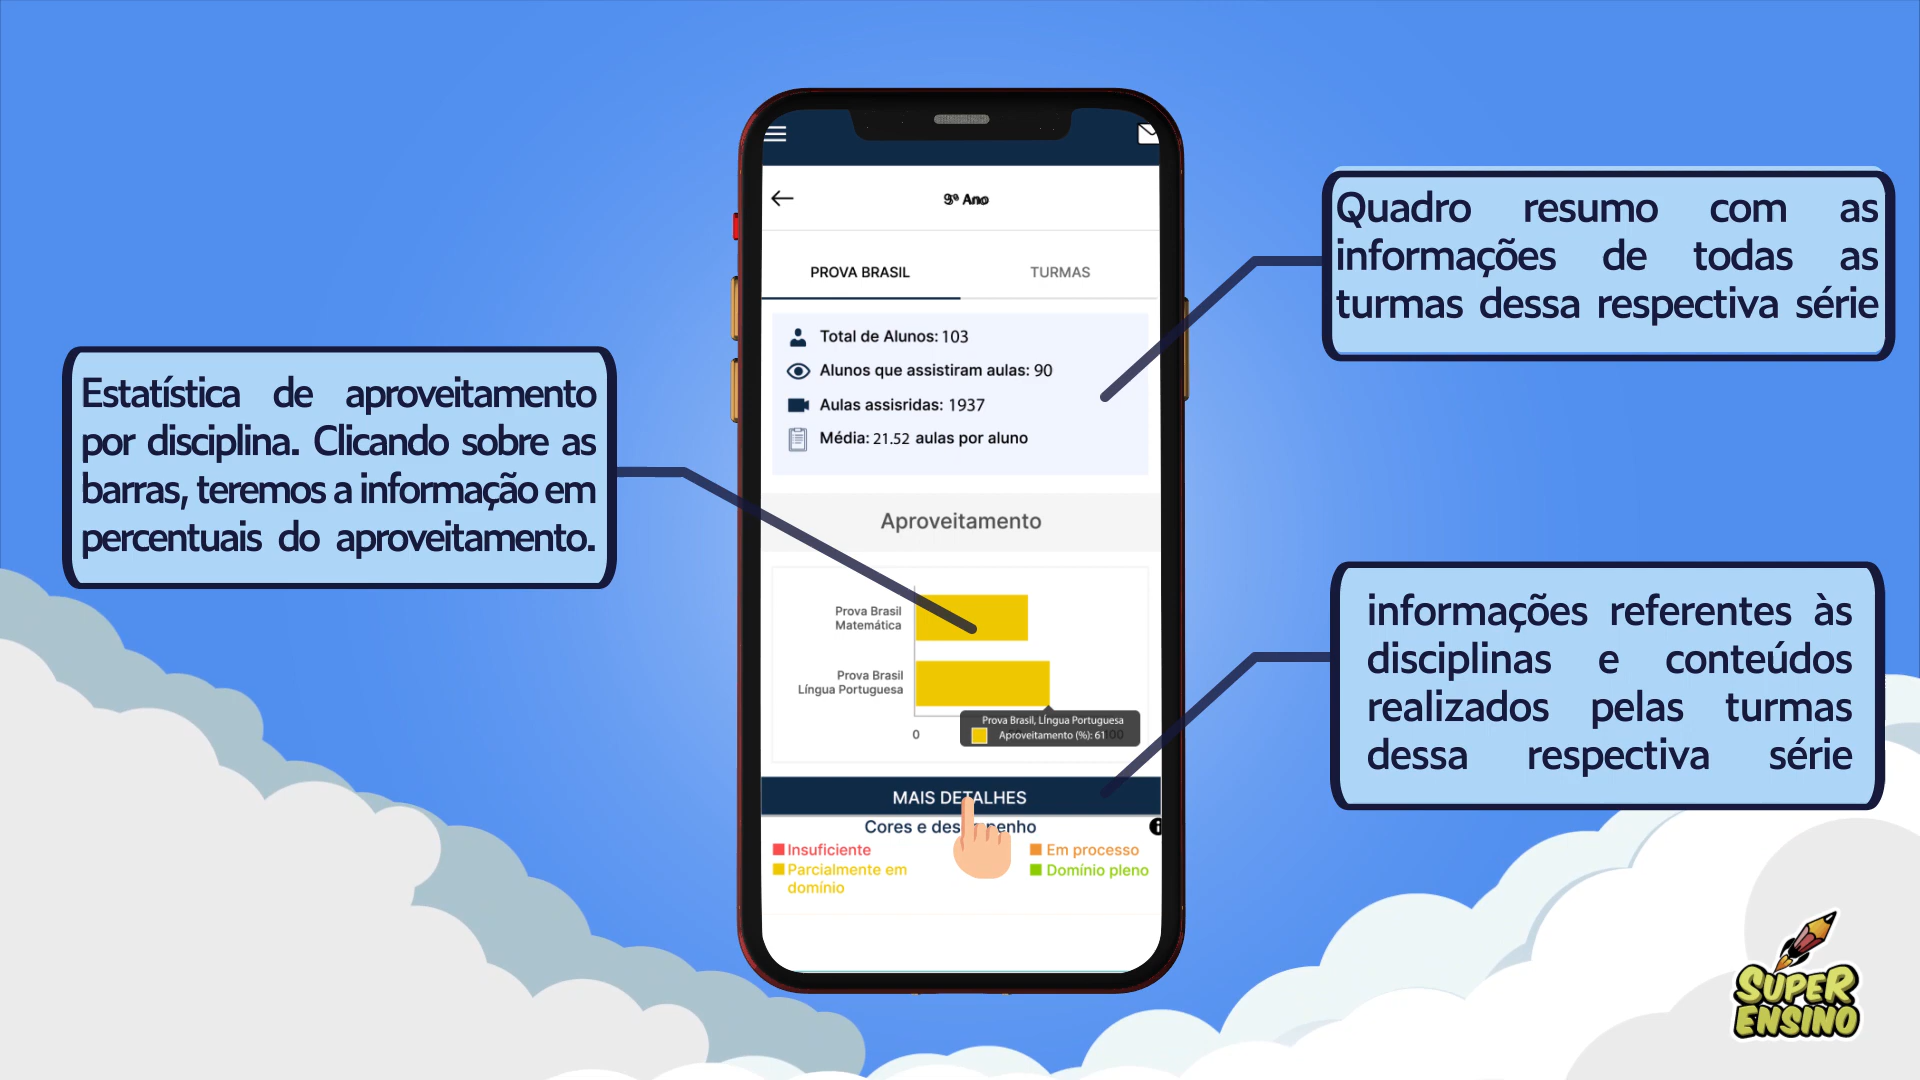 9º Ano
PROVA BRASIL
TURMAS
Total de Alunos: 103
Alunos que assistiram aulas: 90
Aulas assisridas: 1937
Média: 21.52 aulas por aluno
Aproveitamento
Prova Brasil
Matemática
Prova Brasil
Língua Portuguesa
0
Prova Brasil, LÍngua Portuguesa
Aproveitamento (%): 61
MAIS DETALHES
Insuficiente
Parcialmente em
domínio
Em processo
Domínio pleno
Estatística de aproveitamento
por disciplina. Clicando sobre as
barras, teremos a informação em
percentuais do aproveitamento.
Quadro resumo com as
informações de todas as
turmas dessa respectiva série
informações referentes às
disciplinas e conteúdos
realizados pelas turmas
dessa respectiva série
SUPER
ENSINO